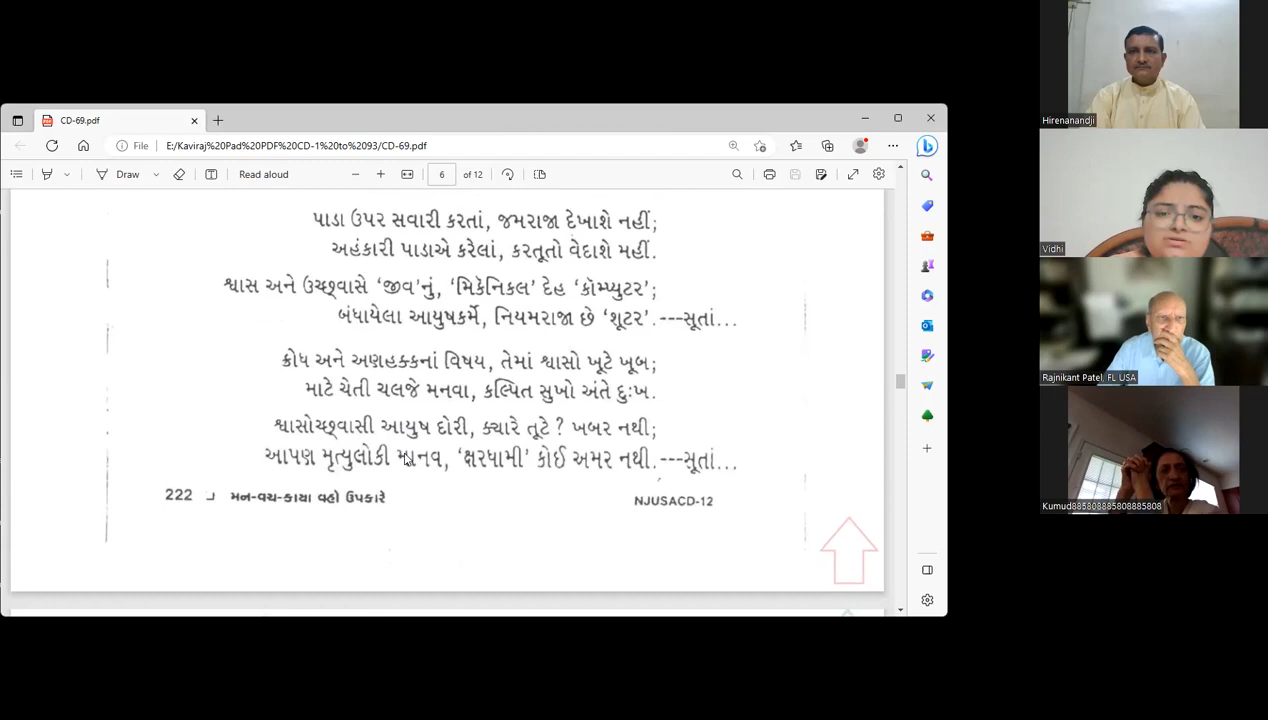 CD-69.pdf
File
E:/Kaviraj%20Pad%20PDF%20CD-1%20to%2093/CD-69.pdf
Draw
Read aloud
6 of 12
પાડા ઉપર સવારી કરતાં, જમરાજા દેખાશે નહીં;
અહંકારી પાડાએ કરેલાં, કરતૂતો વેદાશે મહીં.
શ્વાસ અને ઉચ્છ્વાસે ‘જીવ’નું, ‘મિકૅનિકલ’ દેહ ‘કૉમ્પ્યુટર’;
બંધાયેલા આયુષકર્મે, નિયમરાજા છે ‘શૂટર’.---સૂતાં...
ક્રોધ અને અણહક્કનાં વિષય, તેમાં શ્વાસો ખૂટે ખૂબ;
માટે ચેતી ચલજે મનવા, કલ્પિત સુખો અંતે દુઃખ.
શ્વાસોચ્છ્વાસી આયુષ દોરી, ક્યારે તૂટે ? ખબર નથી;
આપણ મૃત્યુલોકી માનવ, ‘ક્ષરધામી’ કોઈ અમર નથી.---સૂતાં...
222 મન-વચ-કાયા વહો ઉપકારે NJUSACD-12
Hirenanandji
Vidhi
Rajnikant Patel, FL USA
Kumud885808885808885808